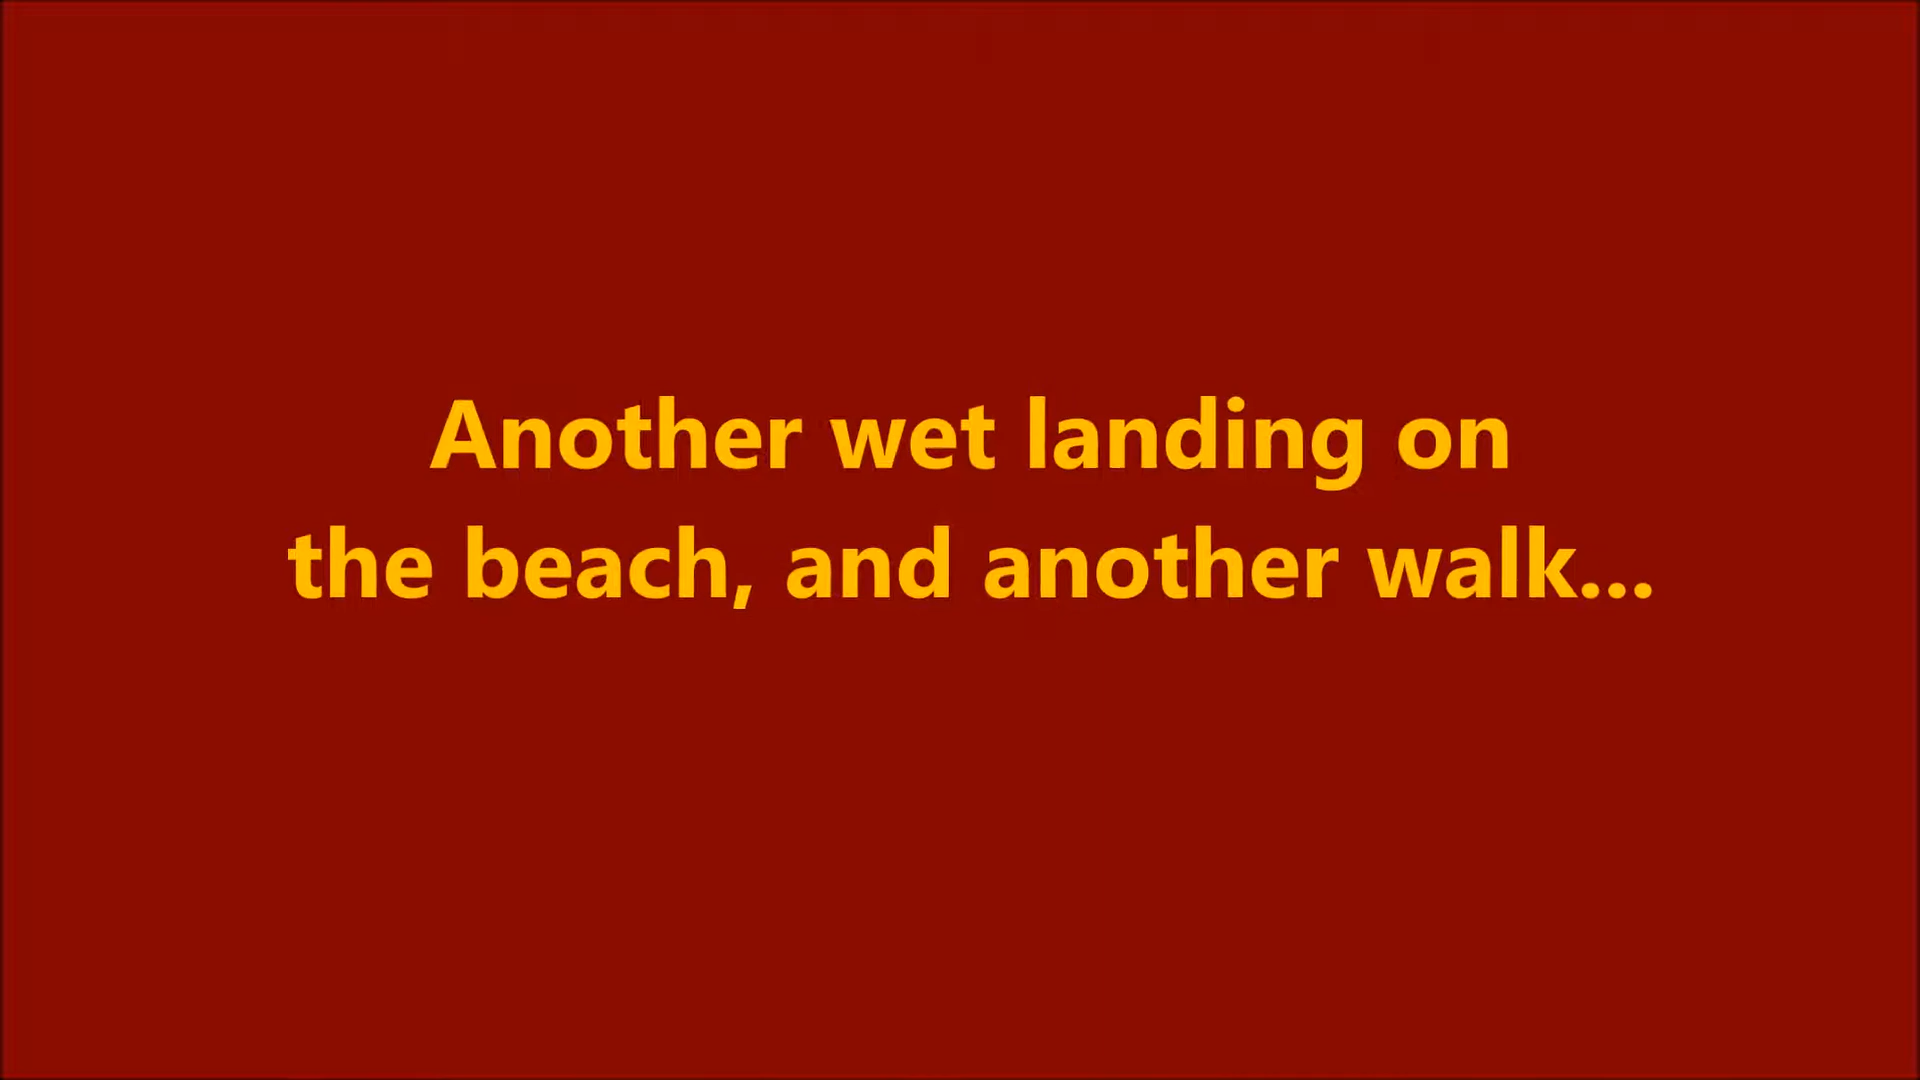 Another wet landing on
the beach, and another walk...